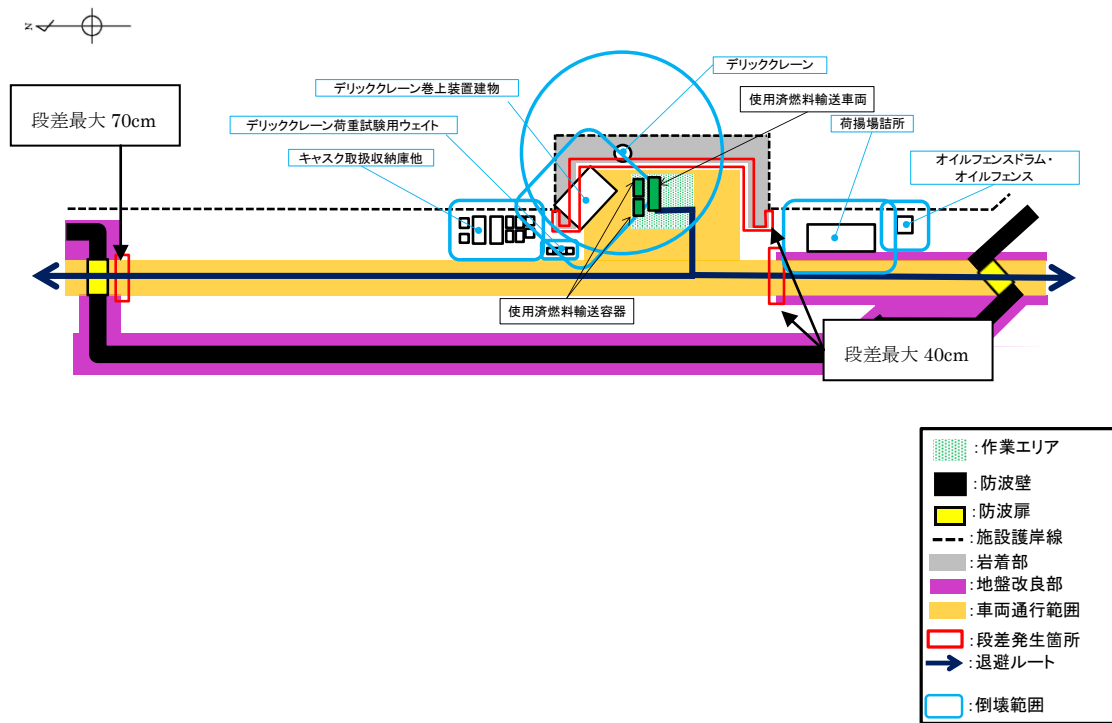 N
デリッククレーン
デリッククレーン巻上装置建物
使用済燃料輸送車両
段差最大 70cm
デリッククレーン荷重試験用ウェイト
荷揚場詰所
キャスク取扱収納庫他
オイルフェンスドラム・
オイルフェンス
使用済燃料輸送容器
段差最大 40cm
:作業エリア
:防波壁
:防波扉
:施設護岸線
:岩着部
:地盤改良部
:車両通行範囲
:段差発生箇所
:退避ルート
:倒壊範囲